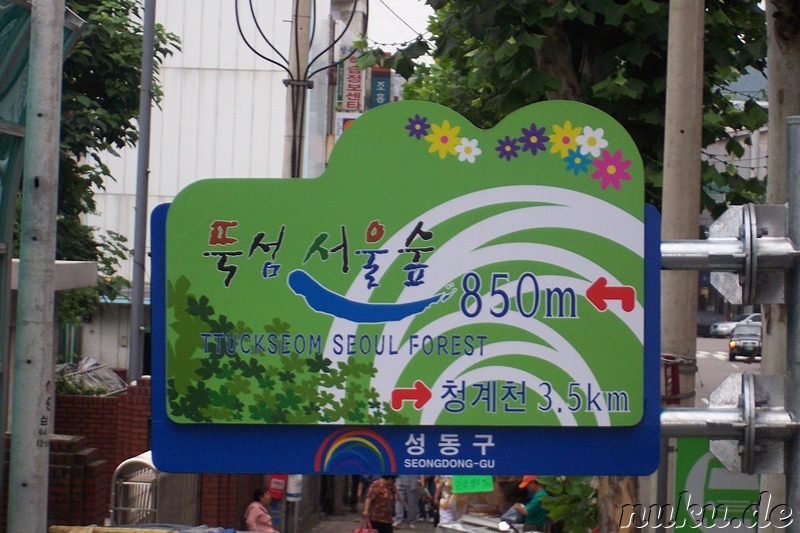 뚝섬 서울숲
850m
TTUCKSEOM SEOUL FOREST
청계천 3.5km
성동구
SEONGDONG-GU
nuku.de